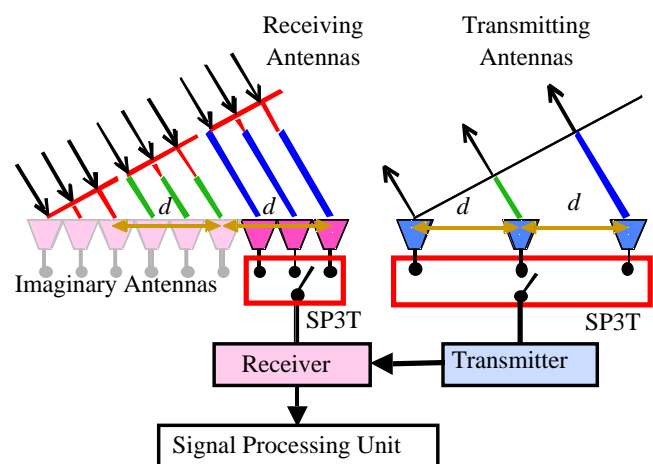 Receiving
Antennas
Transmitting
Antennas
d
d
d
d
Imaginary Antennas
SP3T
SP3T
Receiver
Transmitter
Signal Processing Unit